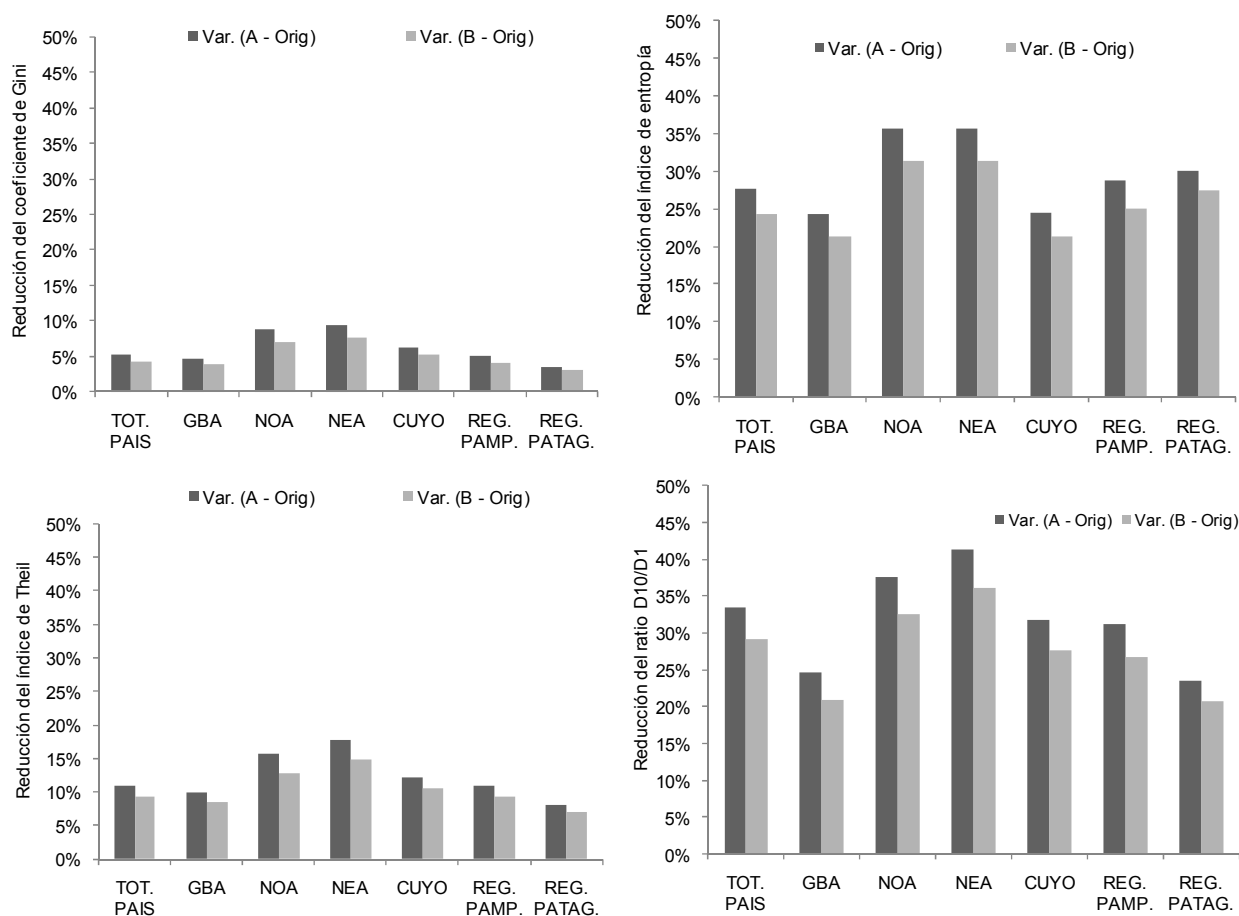 Reducción del coeficiente de Gini
Var. (A - Orig)
Var. (B - Orig)
50%
45%
40%
35%
30%
25%
20%
15%
10%
5%
0%
TOT. PAIS
GBA
NOA
NEA
CUYO
REG. PAMP.
REG. PATAG.
Reducción del índice de entropía
Var. (A - Orig)
Var. (B - Orig)
50%
45%
40%
35%
30%
25%
20%
15%
10%
5%
0%
TOT. PAIS
GBA
NOA
NEA
CUYO
REG. PAMP.
REG. PATAG.
Reducción del índice de Theil
Var. (A - Orig)
Var. (B - Orig)
50%
45%
40%
35%
30%
25%
20%
15%
10%
5%
0%
TOT. PAIS
GBA
NOA
NEA
CUYO
REG. PAMP.
REG. PATAG.
Reducción del ratio D10/D1
Var. (A - Orig)
Var. (B - Orig)
50%
45%
40%
35%
30%
25%
20%
15%
10%
5%
0%
TOT. PAIS
GBA
NOA
NEA
CUYO
REG. PAMP.
REG. PATAG.